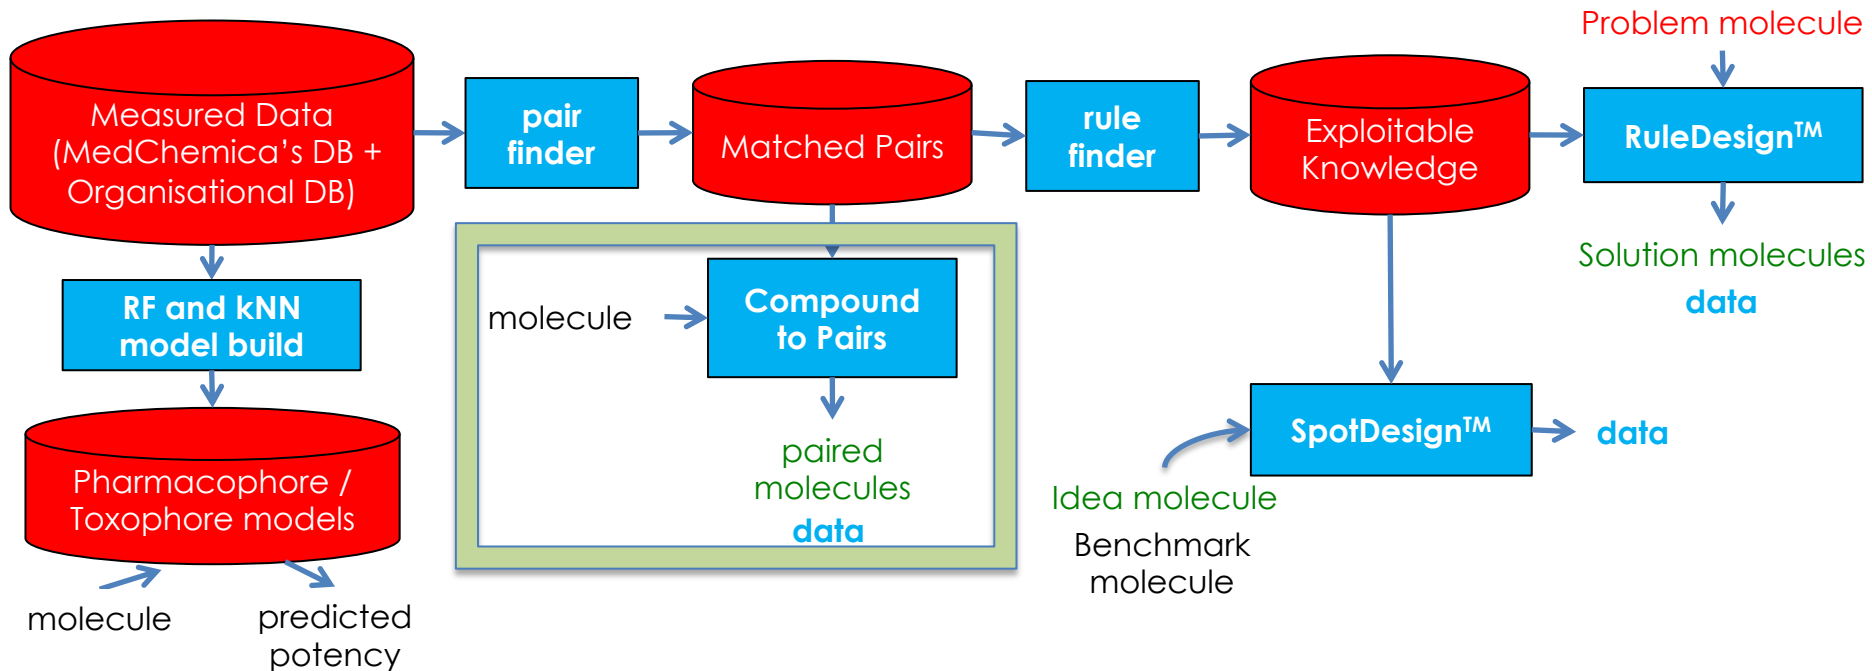 Measured Data
(MedChemica's DB +
Organisational DB)
pair
finder
Matched Pairs
rule
finder
Exploitable
Knowledge
Problem molecule
RuleDesign™
Solution molecules
data
RF and kNN
model build
Pharmacophore /
Toxophore models
molecule
predicted
potency
molecule
Compound
to Pairs
paired
molecules
data
SpotDesign™
data
Idea molecule
Benchmark
molecule